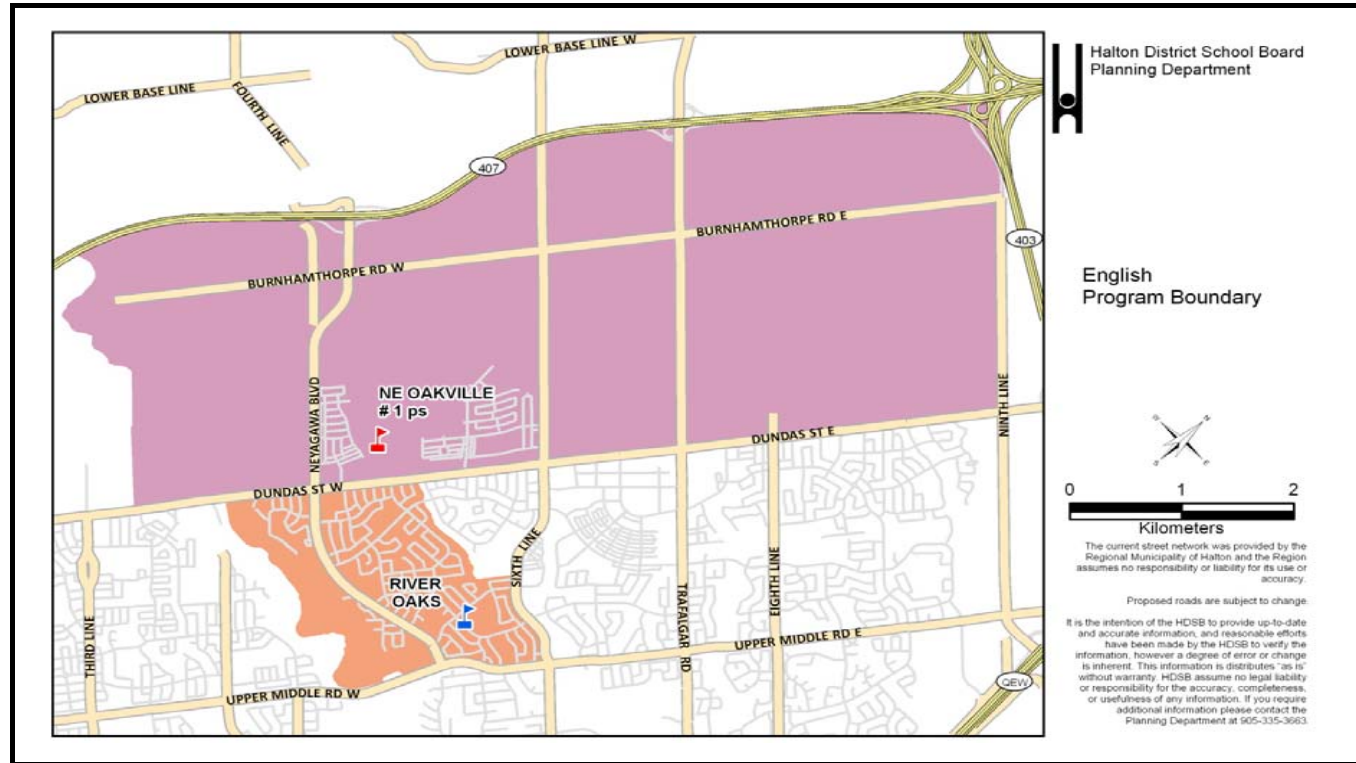 LOWER BASE LINE W
LOWER BASE LINE
FOURTH LINE
407
BURNHAMTHORPE RD E
BURNHAMTHORPE RD W
403
NEYAGAWA BLVD
NE OAKVILLE
# 1 ps
NINTH LINE
DUNDAS ST E
DUNDAS ST W
SIXTH LINE
RIVER
OAKS
EIGHTH LINE
TRAFALGAR RD
THIRD LINE
UPPER MIDDLE RD E
UPPER MIDDLE RD W
QEW
Halton District School Board
Planning Department
English
Program Boundary
N
E
S
0 1 2
Kilometers
The current street network was provided by the
Regional Municipality of Halton and the Region
assumes no responsibility or liability for its use or
accuracy.
Proposed roads are subject to change
It is the intention of the HDSB to provide up-to-date
and accurate information, and reasonable efforts
have been made by the HDSB to verify the
information, however a degree of error or change
is inherent. This information is distributes "as is"
without warranty. HDSB assume no legal liability
or responsibility for the accuracy, completeness,
or usefulness of any information. If you require
additional information please contact the
Planning Department at 905-335-3663